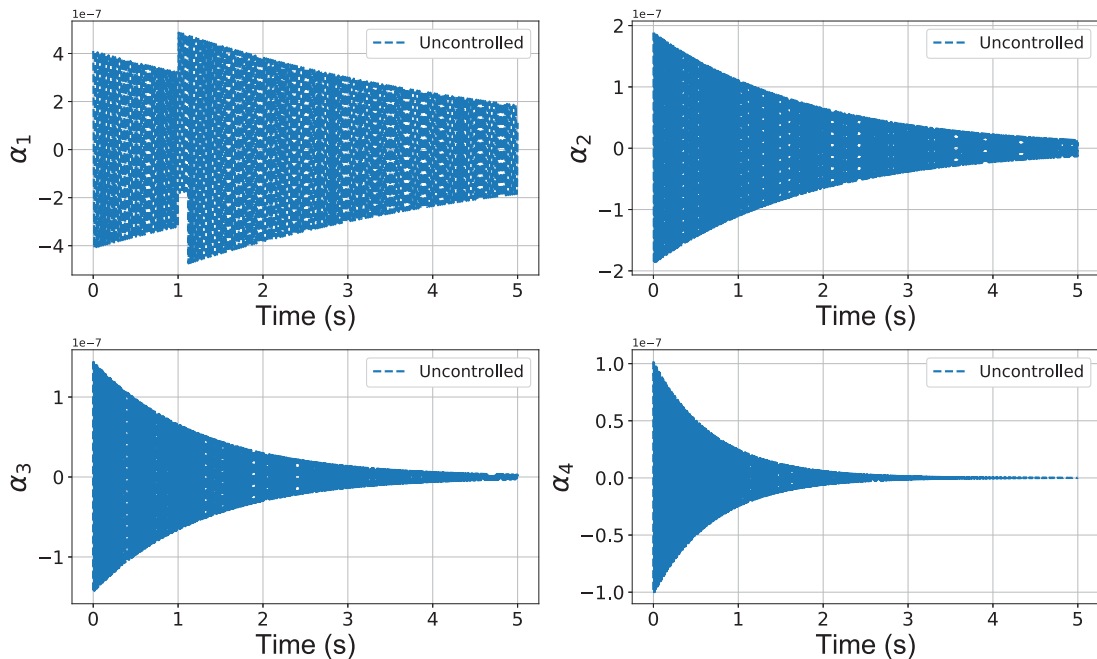 1e−7
4
2
0
−2
−4
α1
Uncontrolled
0 1 2 3 4 5
Time (s)
1e−7
2
1
0
−1
−2
α2
Uncontrolled
0 1 2 3 4 5
Time (s)
1e−7
1
0
−1
α3
Uncontrolled
0 1 2 3 4 5
Time (s)
1e−7
1.0
0.5
0.0
−0.5
−1.0
α4
Uncontrolled
0 1 2 3 4 5
Time (s)